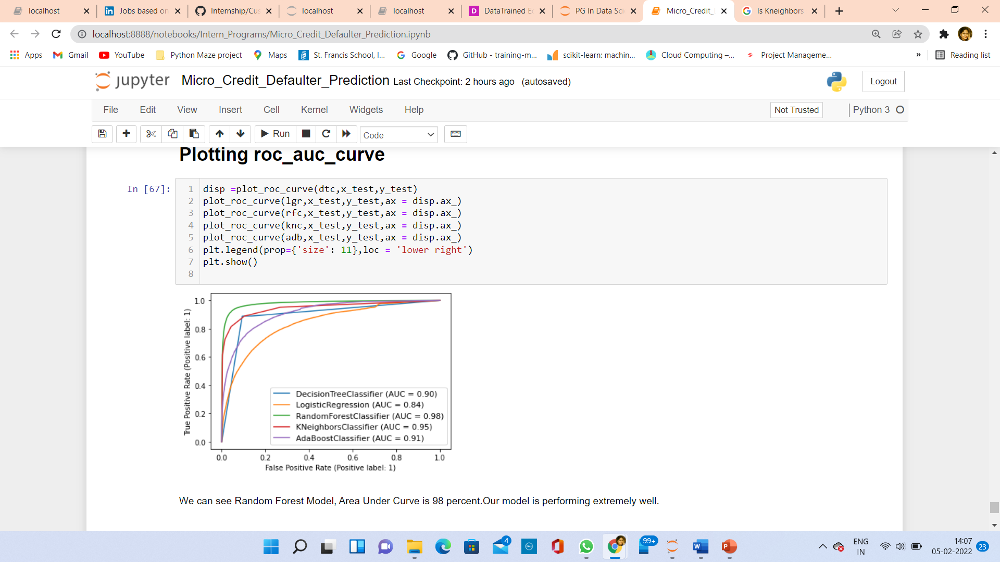 localhost
Jobs based on
Internship/Cus
localhost
localhost
DataTrained Ed
PG In Data Sci
Micro_Credit_
Is Kneighbors
localhost:8888/notebooks/Intern_Programs/Micro_Credit_Defaulter_Prediction.ipynb
Apps
Gmail
YouTube
Python Maze project
Maps
St. Francis School, I...
Google
GitHub - training-m...
scikit-learn: machin...
Cloud Computing –...
Project Manageme...
»
Reading list
jupyter
Micro_Credit_Defaulter_Prediction Last Checkpoint: 2 hours ago (autosaved)
Logout
File Edit View Insert Cell Kernel Widgets Help
Not Trusted
Python 3
Run
Code
Plotting roc_auc_curve
In [67]:
1 disp =plot_roc_curve(dtc,x_test,y_test)
2 plot_roc_curve(lgr,x_test,y_test,ax = disp.ax_)
3 plot_roc_curve(rfc,x_test,y_test,ax = disp.ax_)
4 plot_roc_curve(knc,x_test,y_test,ax = disp.ax_)
5 plot_roc_curve(adb,x_test,y_test,ax = disp.ax_)
6 plt.legend(prop={'size': 11},loc = 'lower right')
7 plt.show()
8
True Positive Rate (Positive label: 1)
1.0
0.8
0.6
0.4
0.2
0.0
DecisionTreeClassifier (AUC = 0.90)
LogisticRegression (AUC = 0.84)
RandomForestClassifier (AUC = 0.98)
KNeighborsClassifier (AUC = 0.95)
AdaBoostClassifier (AUC = 0.91)
0.0 0.2 0.4 0.6 0.8 1.0
False Positive Rate (Positive label: 1)
We can see Random Forest Model, Area Under Curve is 98 percent.Our model is performing extremely well.
4
DELL
99+
W
P
ENG
IN
14:07
05-02-2022
23